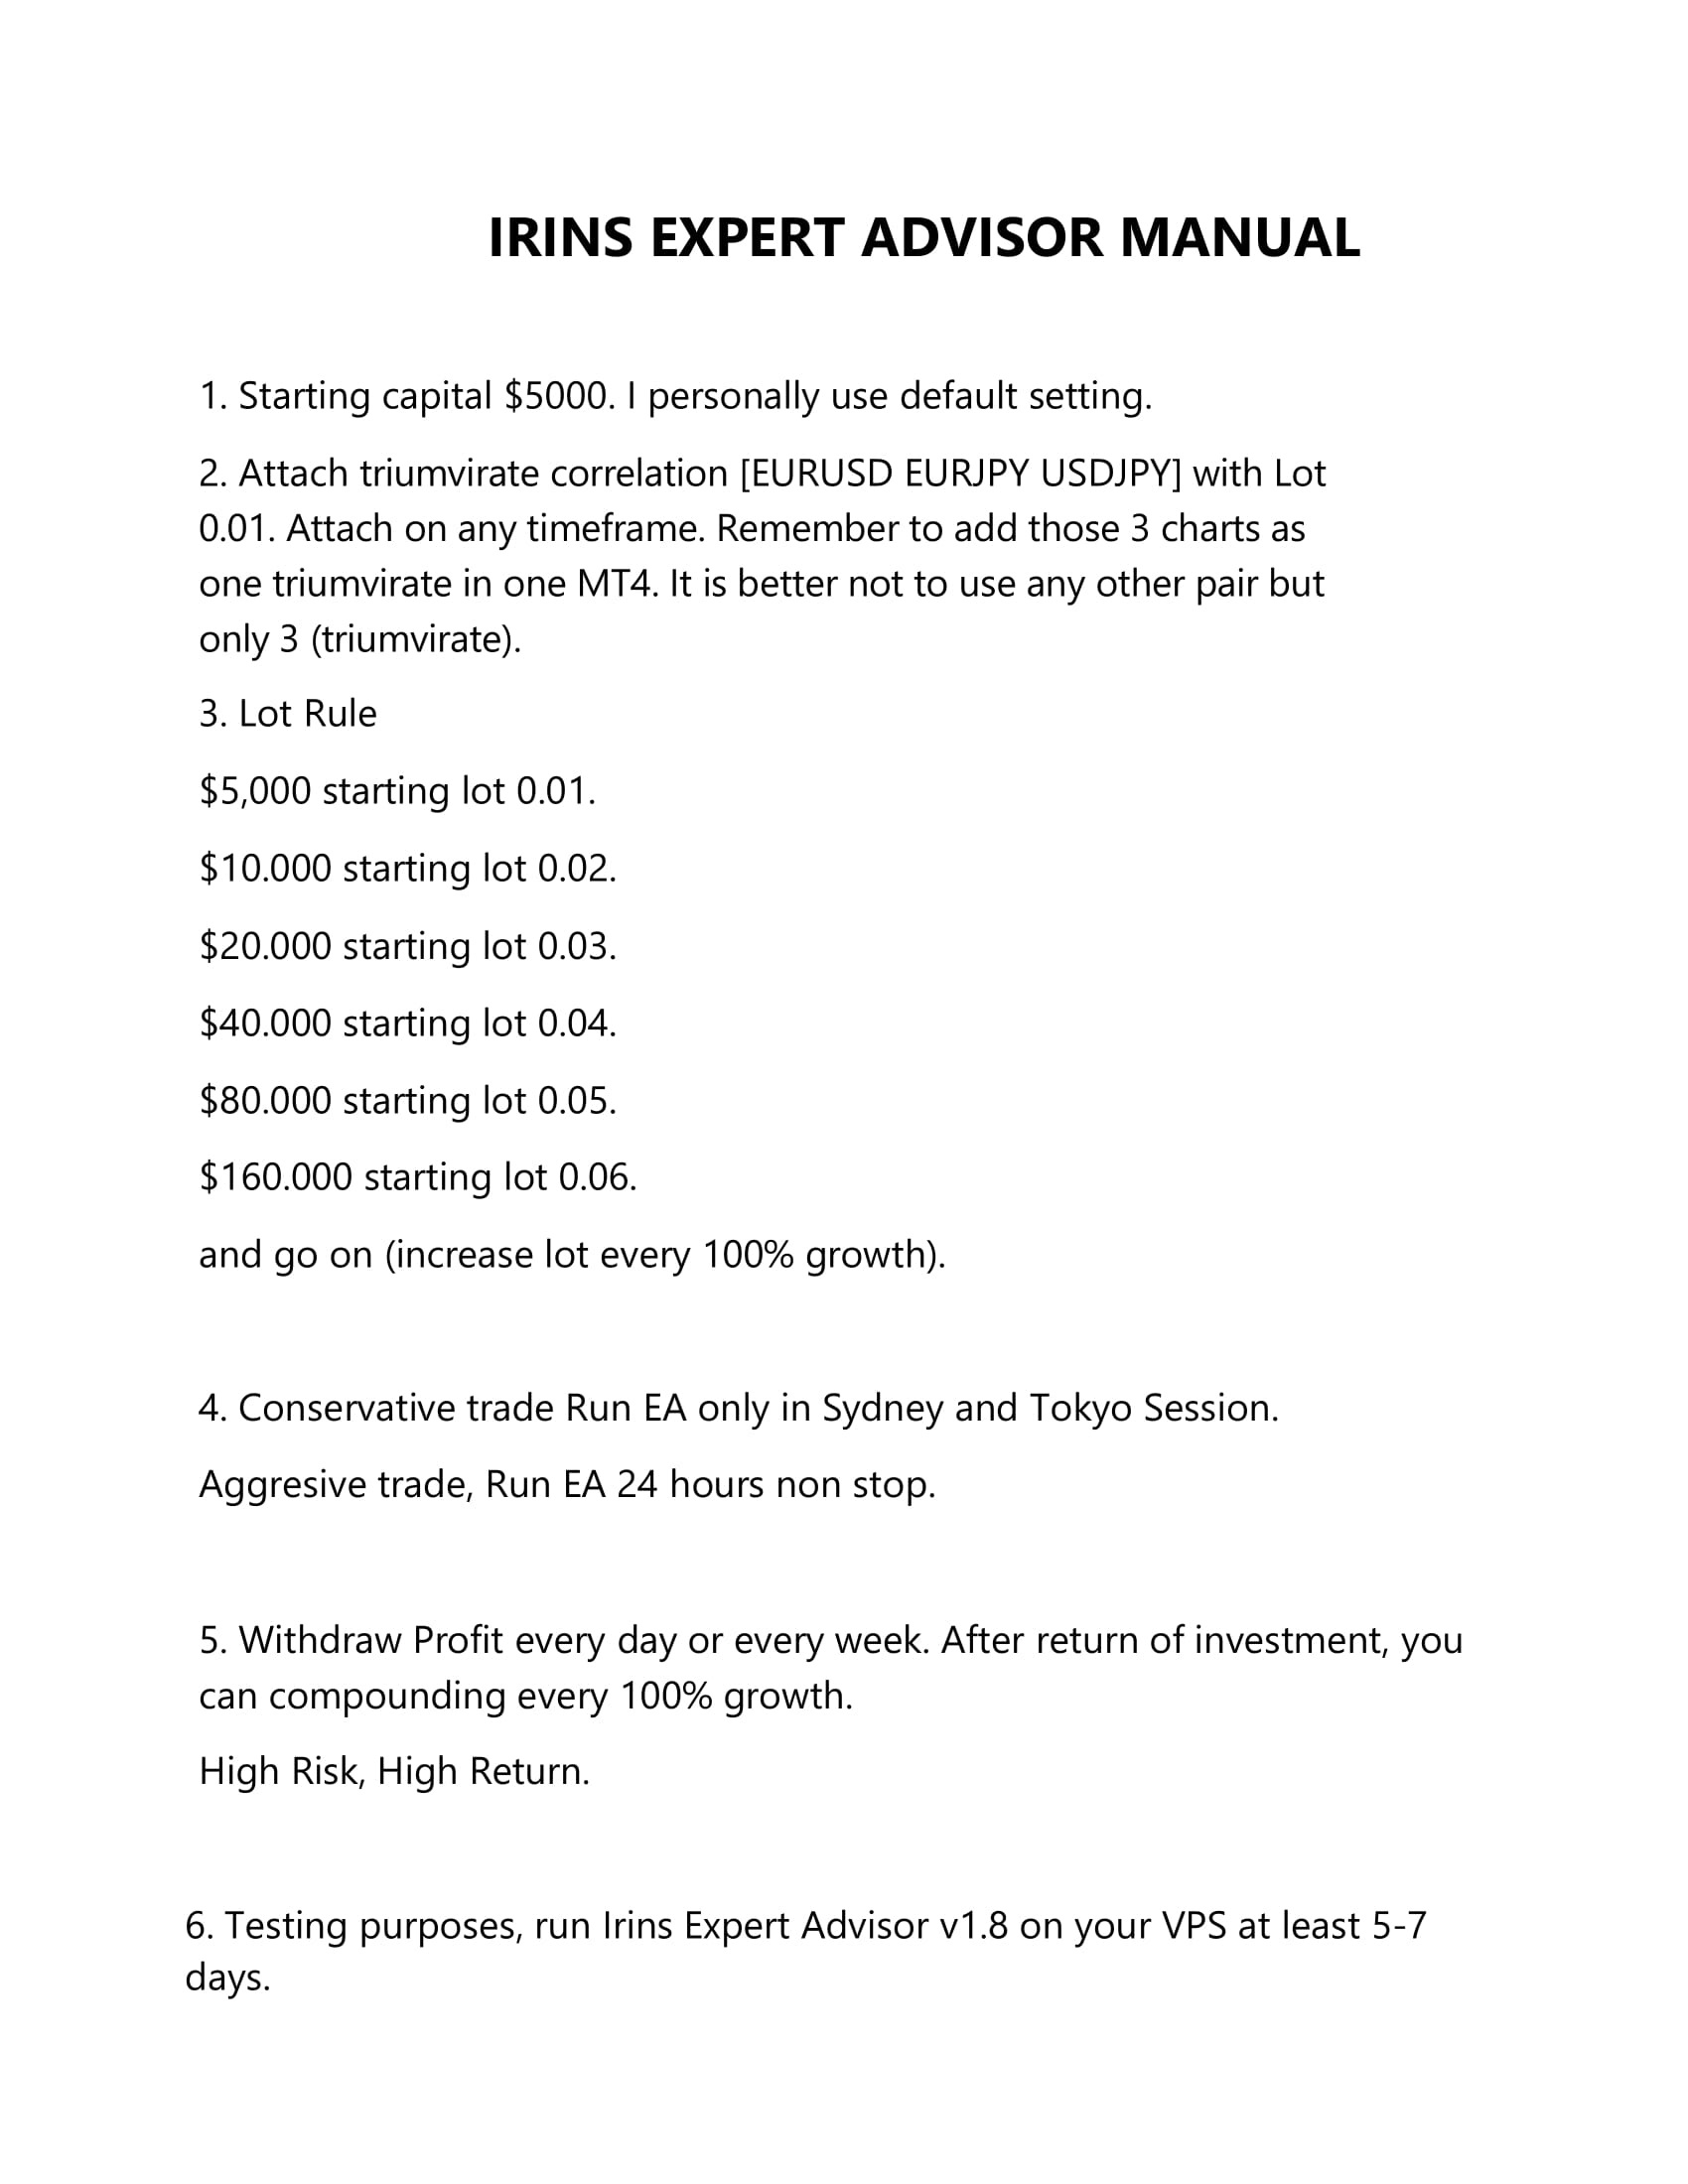 IRINS EXPERT ADVISOR MANUAL
1. Starting capital $5000. I personally use default setting.
2. Attach triumvirate correlation [EURUSD EURJPY USDJPY] with Lot
0.01. Attach on any timeframe. Remember to add those 3 charts as
one triumvirate in one MT4. It is better not to use any other pair but
only 3 (triumvirate).
3. Lot Rule
$5,000 starting lot 0.01.
$10.000 starting lot 0.02.
$20.000 starting lot 0.03.
$40.000 starting lot 0.04.
$80.000 starting lot 0.05.
$160.000 starting lot 0.06.
and go on (increase lot every 100% growth).
4. Conservative trade Run EA only in Sydney and Tokyo Session.
Aggresive trade, Run EA 24 hours non stop.
5. Withdraw Profit every day or every week. After return of investment, you
can compounding every 100% growth.
High Risk, High Return.
6. Testing purposes, run Irins Expert Advisor v1.8 on your VPS at least 5-7
days.